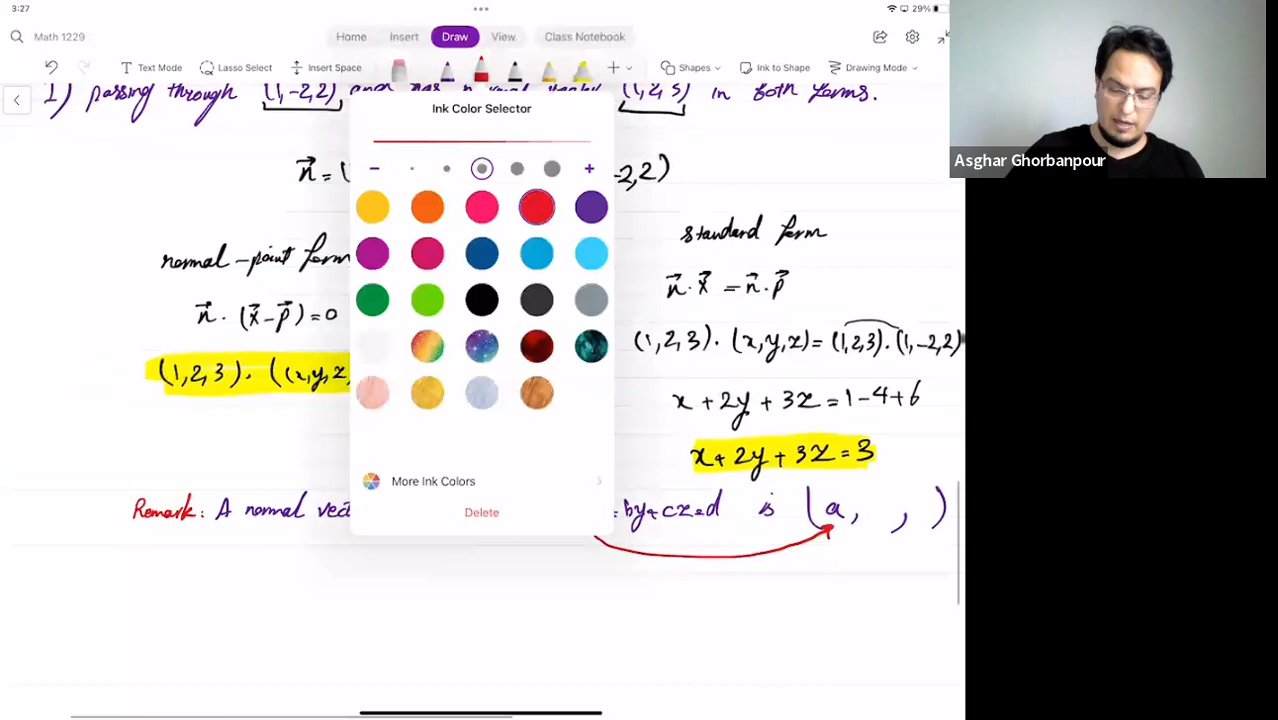 3:27
29%
Math 1229
Home Insert Draw View Class Notebook
Text Mode Lasso Select Insert Space Shapes Ink to Shape Drawing Mode
1) passing through (1,-2,2) and has (1,2,3) in both forms.
Ink Color Selector
n⃗ = ( -2,2)
normal-point form
n⃗ · (x⃗-p⃗)=0
(1,2,3) · ((x,y,z
standard form
n⃗·x⃗ = n⃗·p⃗
(1,2,3) · (x,y,z) = (1,2,3) · (1,-2,2)
x + 2y + 3z = 1-4+6
x + 2y + 3z = 3
More Ink Colors
Delete
Remark: A normal vect by+cz=d is (a, , )
Asghar Ghorbanpour